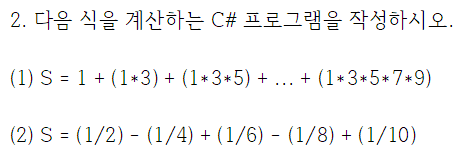 2. 다음 식을 계산하는 C# 프로그램을 작성하시오.
(1) S = 1 + (1*3) + (1*3*5) + ... + (1*3*5*7*9)
(2) S = (1/2) - (1/4) + (1/6) - (1/8) + (1/10)